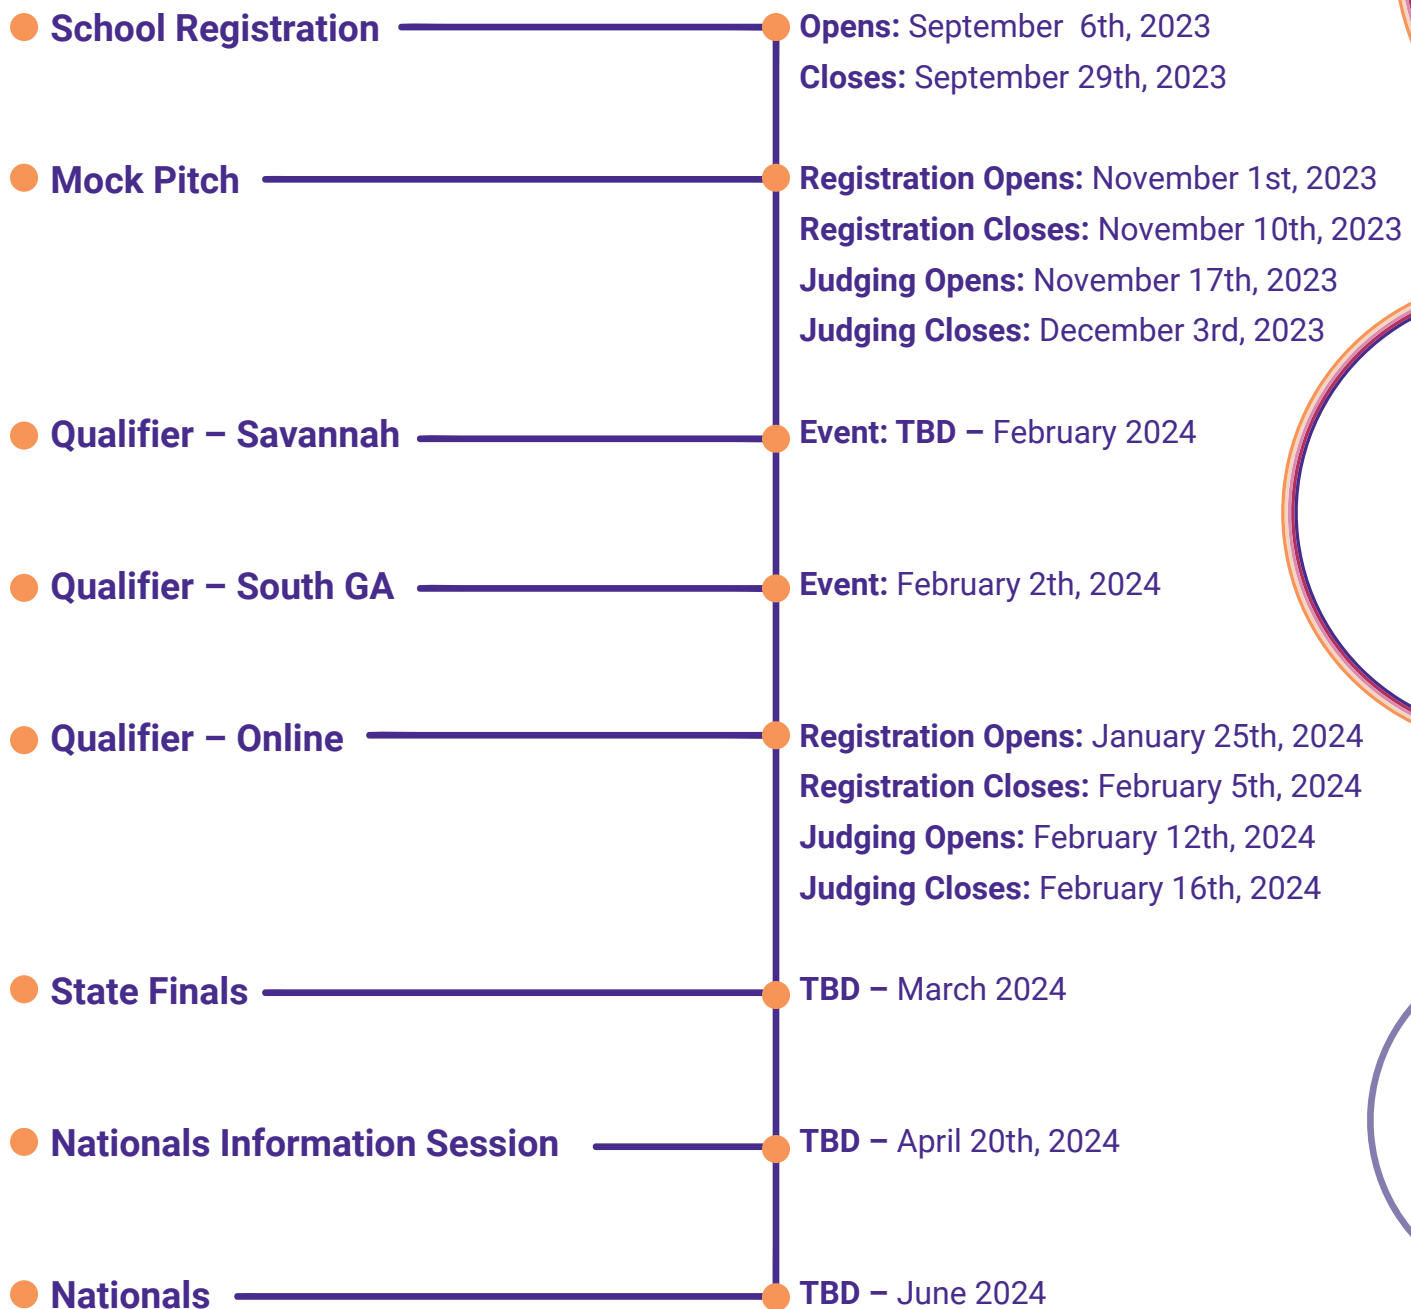 School Registration
Opens: September 6th, 2023
Closes: September 29th, 2023
Mock Pitch
Registration Opens: November 1st, 2023
Registration Closes: November 10th, 2023
Judging Opens: November 17th, 2023
Judging Closes: December 3rd, 2023
Qualifier – Savannah
Event: TBD – February 2024
Qualifier – South GA
Event: February 2th, 2024
Qualifier – Online
Registration Opens: January 25th, 2024
Registration Closes: February 5th, 2024
Judging Opens: February 12th, 2024
Judging Closes: February 16th, 2024
State Finals
TBD – March 2024
Nationals Information Session
TBD – April 20th, 2024
Nationals
TBD – June 2024